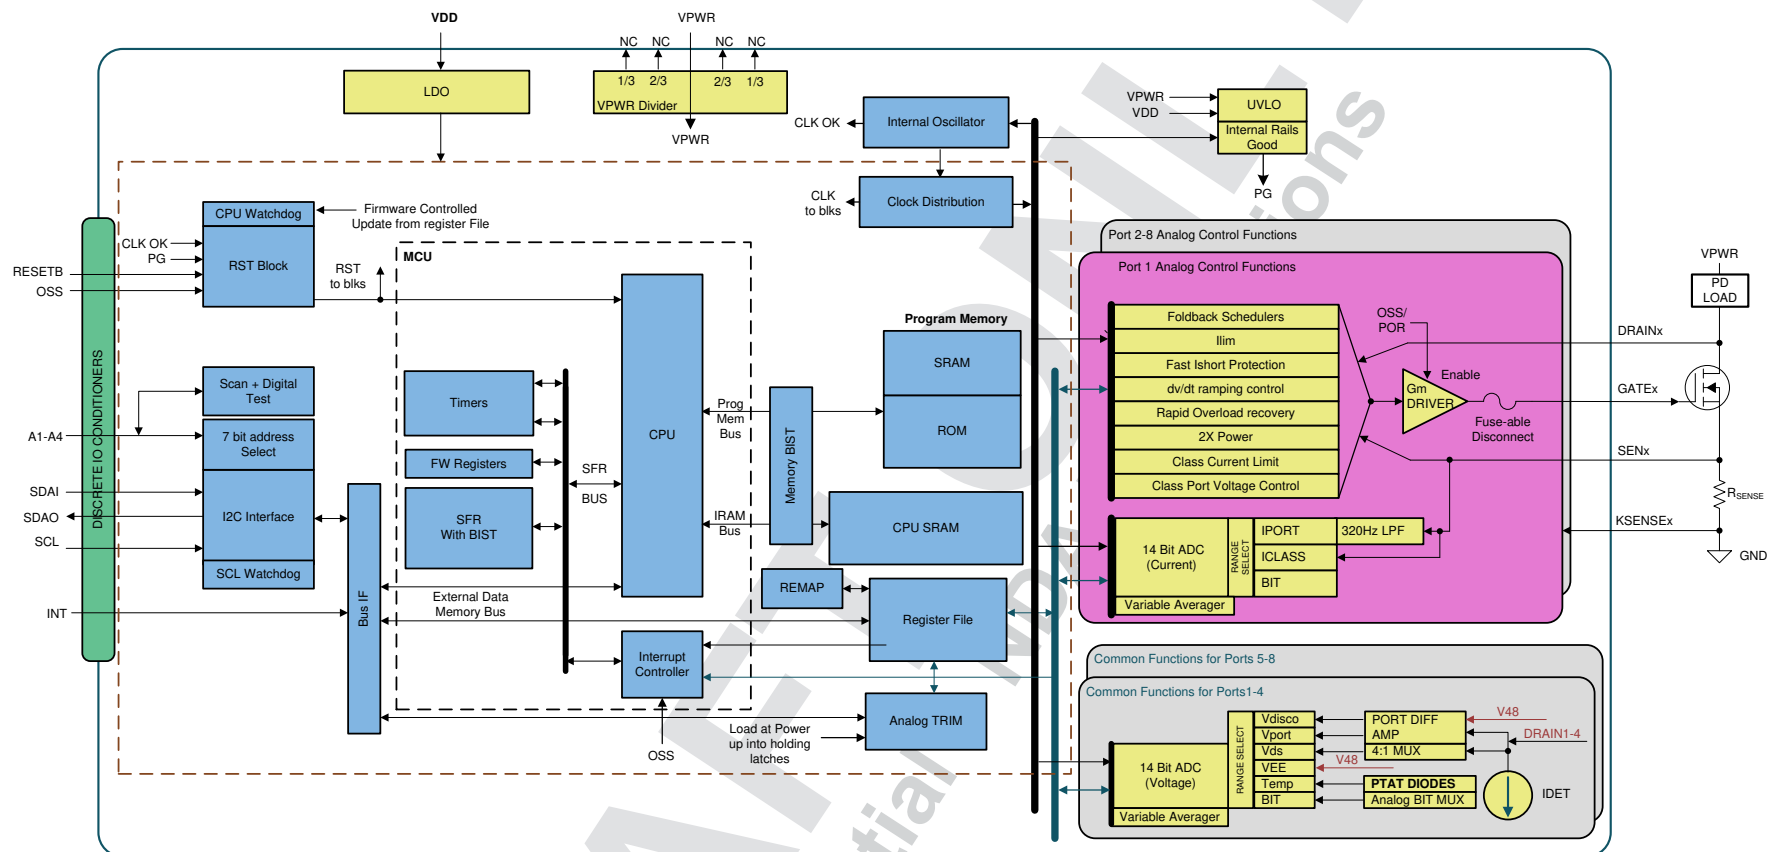 VDD
VPWR
NC
NC
NC
NC
LDO
1/3
2/3
2/3
1/3
VPWR Divider
VPWR
CLK OK
Internal Oscillator
CLK
to blks
Clock Distribution
VPWR
VDD
UVLO
Internal Rails
Good
PG
CPU Watchdog
Firmware Controlled
Update from register File
CLK OK
PG
RESETB
OSS
RST Block
RST
to blks
MCU
DISCRETE IO CONDITIONERS
Scan + Digital
Test
A1-A4
7 bit address
Select
SDAI
SDAO
SCL
I2C Interface
SCL Watchdog
INT
Bus IF
Timers
FW Registers
SFR
With BIST
SFR
BUS
CPU
External Data
Memory Bus
Interrupt
Controller
OSS
Prog
Mem
Bus
IRAM
Bus
Memory BIST
Program Memory
SRAM
ROM
CPU SRAM
REMAP
Register File
Analog TRIM
Load at Power
up into holding
latches
Port 2-8 Analog Control Functions
Port 1 Analog Control Functions
Foldback Schedulers
Ilim
Fast Ishort Protection
dv/dt ramping control
Rapid Overload recovery
2X Power
Class Current Limit
Class Port Voltage Control
OSS/
POR
Enable
Gm
DRIVER
Fuse-able
Disconnect
14 Bit ADC
(Current)
RANGE
SELECT
IPORT
320Hz LPF
ICLASS
BIT
Variable Averager
VPWR
PD
LOAD
DRAINx
GATEx
SENx
RSENSE
KSENSEx
GND
Common Functions for Ports 5-8
Common Functions for Ports1-4
14 Bit ADC
(Voltage)
Variable Averager
RANGE SELECT
Vdisco
Vport
Vds
VEE
Temp
BIT
PORT DIFF
AMP
4:1 MUX
V48
DRAIN1-4
V48
PTAT DIODES
Analog BIT MUX
IDET